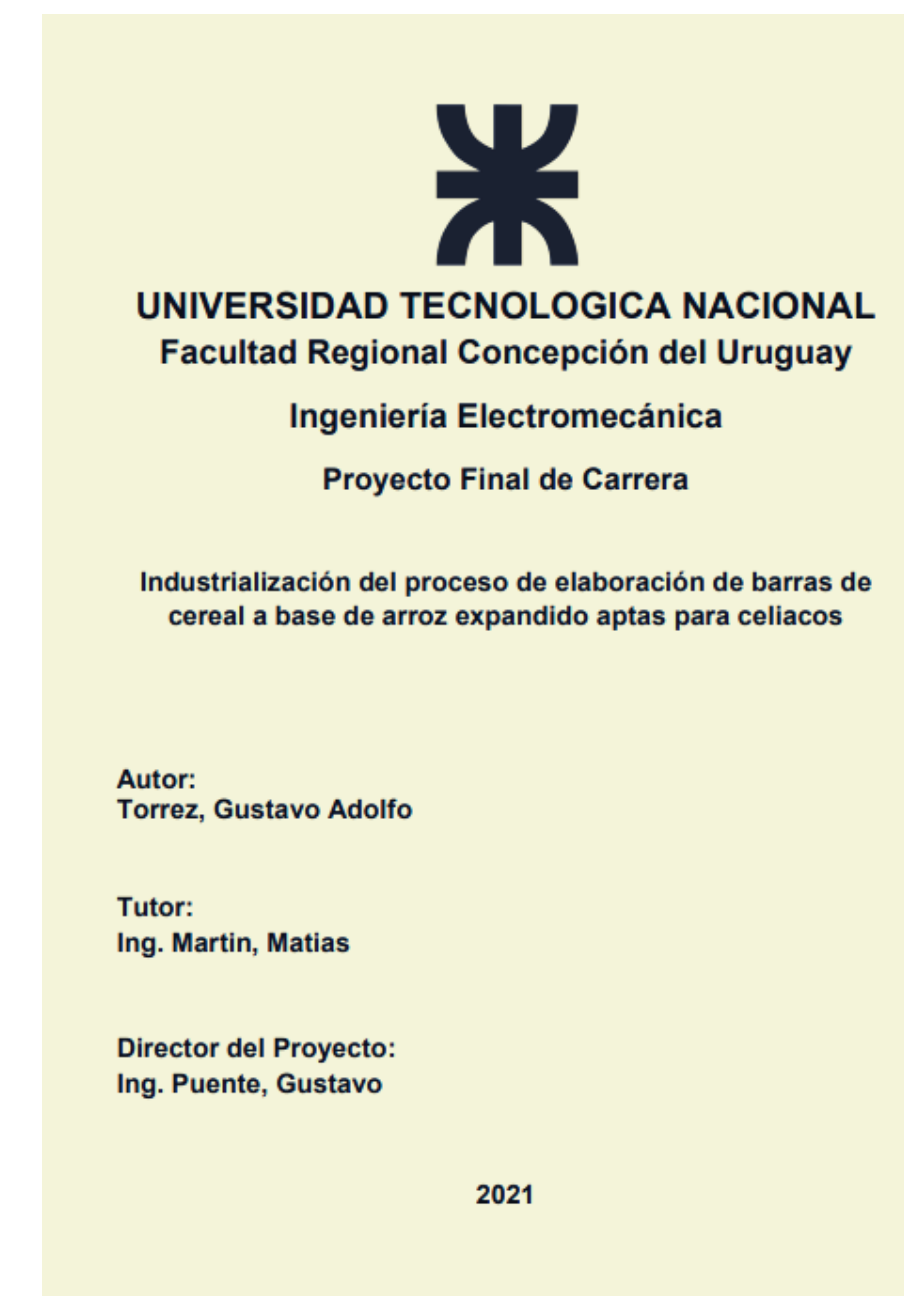 UNIVERSIDAD TECNOLOGICA NACIONAL
Facultad Regional Concepción del Uruguay
Ingeniería Electromecánica
Proyecto Final de Carrera
Industrialización del proceso de elaboración de barras de
cereal a base de arroz expandido aptas para celiacos
Autor:
Torrez, Gustavo Adolfo
Tutor:
Ing. Martin, Matias
Director del Proyecto:
Ing. Puente, Gustavo
2021